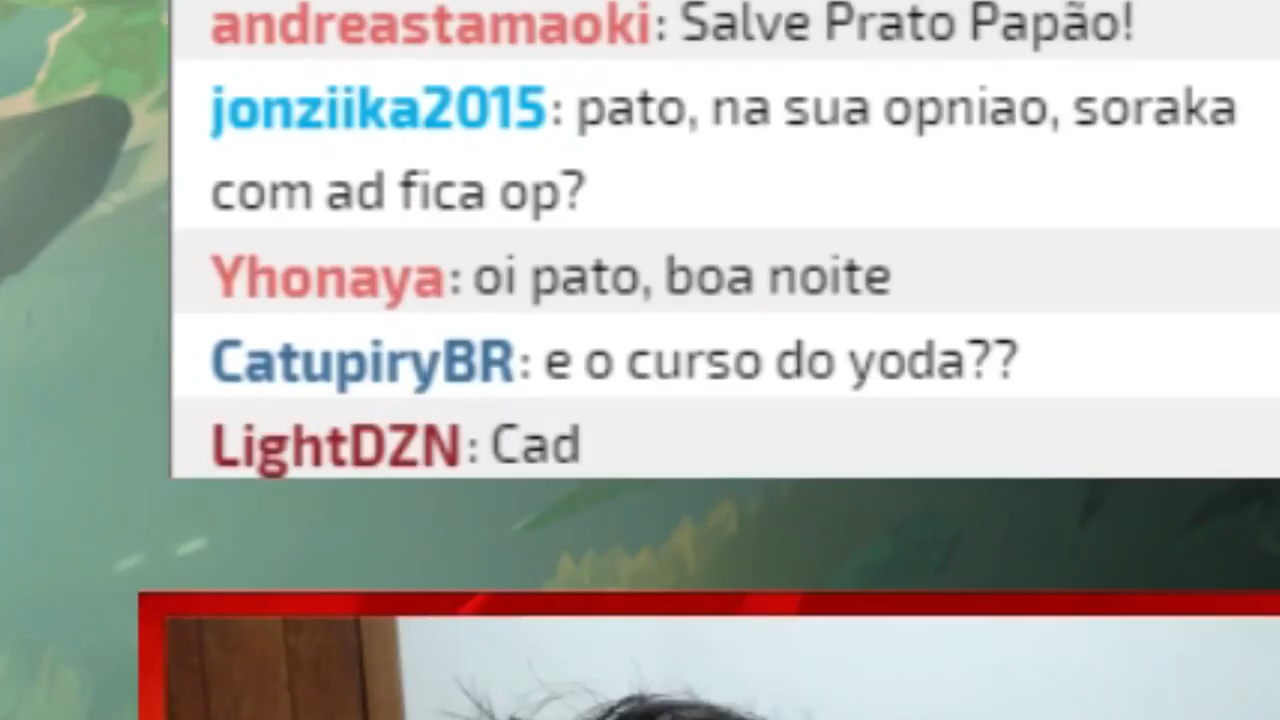 andreastamaoki: Salve Prato Papão!
jonziika2015: pato, na sua opniao, soraka
com ad fica op?
Yhonaya: oi pato, boa noite
CatupiryBR: e o curso do yoda??
LightDZN: Cad